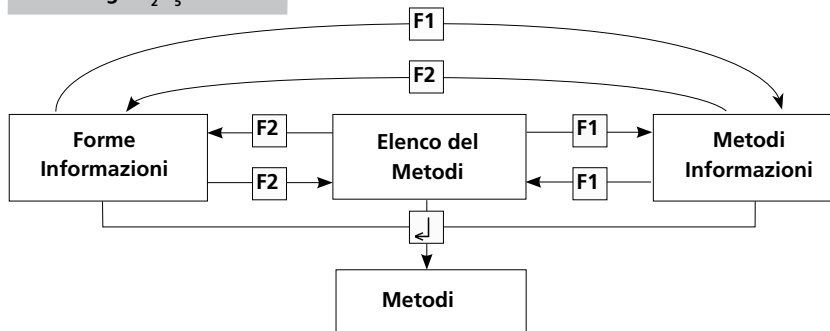 F1
F2
Forme
Informazioni
F2
F2
Elenco del
Metodi
F1
F1
Metodi
Informazioni
Metodi